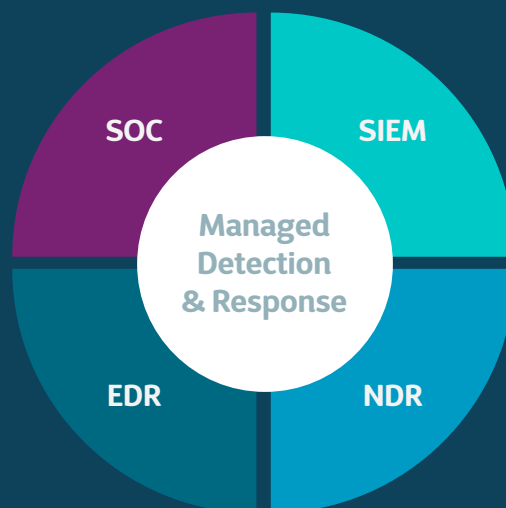 SOC
SIEM
Managed
Detection
& Response
EDR
NDR